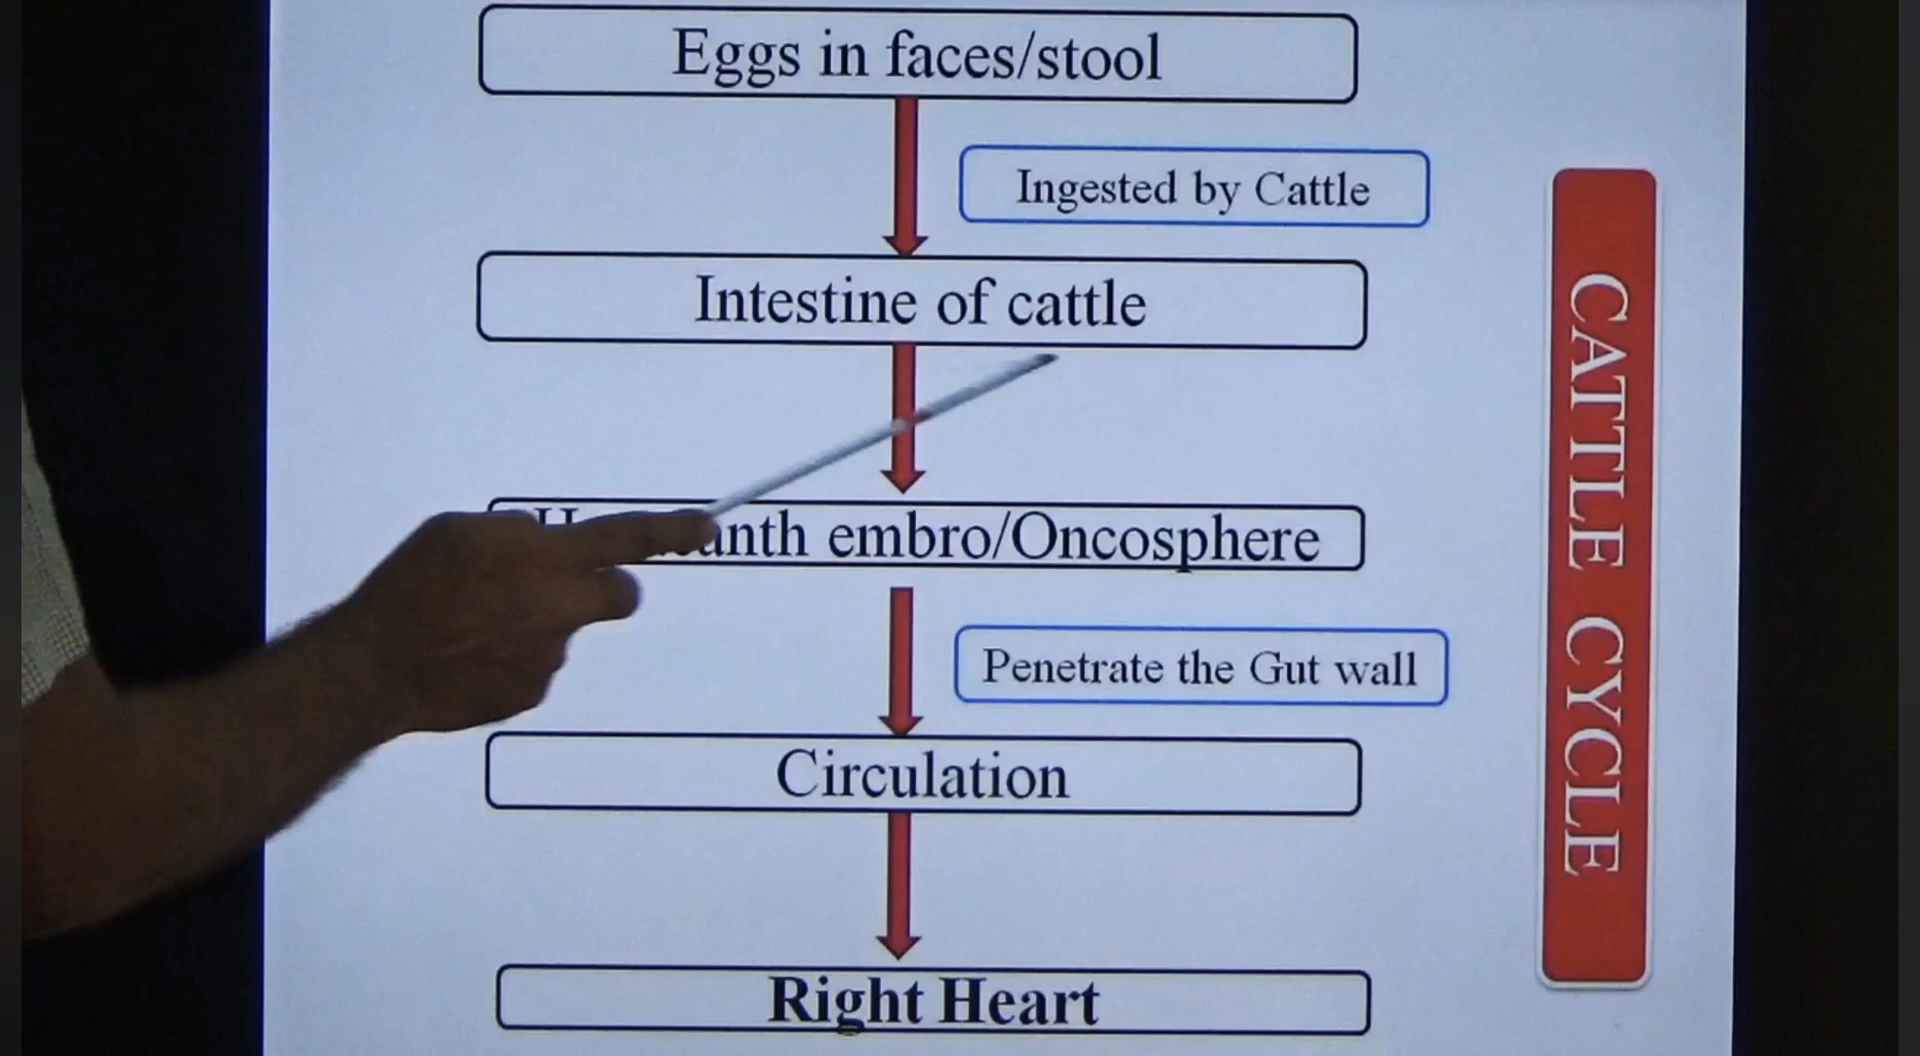 Eggs in faces/stool
Ingested by Cattle
Intestine of cattle
embro/Oncosphere
Penetrate the Gut wall
Circulation
Right Heart
CATTLE CYCLE